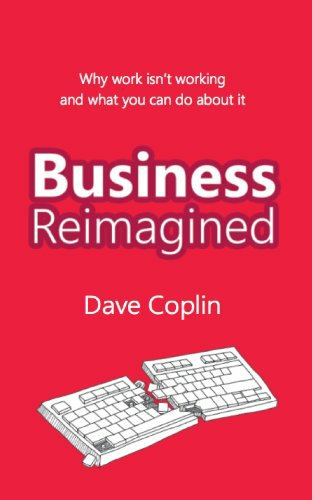 Why work isn't working
and what you can do about it
Business
Reimagined
Dave Coplin